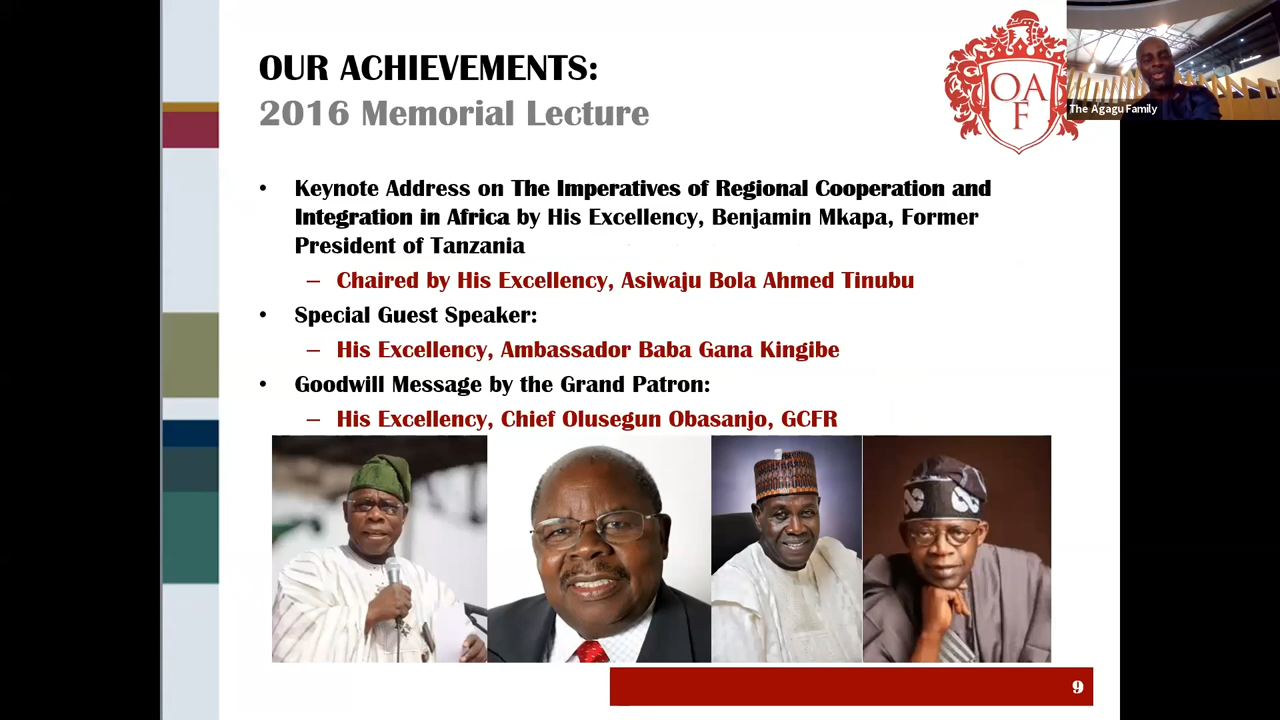 OUR ACHIEVEMENTS:
2016 Memorial Lecture
OAF
The Agagu Family
• Keynote Address on The Imperatives of Regional Cooperation and
Integration in Africa by His Excellency, Benjamin Mkapa, Former
President of Tanzania
– Chaired by His Excellency, Asiwaju Bola Ahmed Tinubu
• Special Guest Speaker:
– His Excellency, Ambassador Baba Gana Kingibe
• Goodwill Message by the Grand Patron:
– His Excellency, Chief Olusegun Obasanjo, GCFR
9